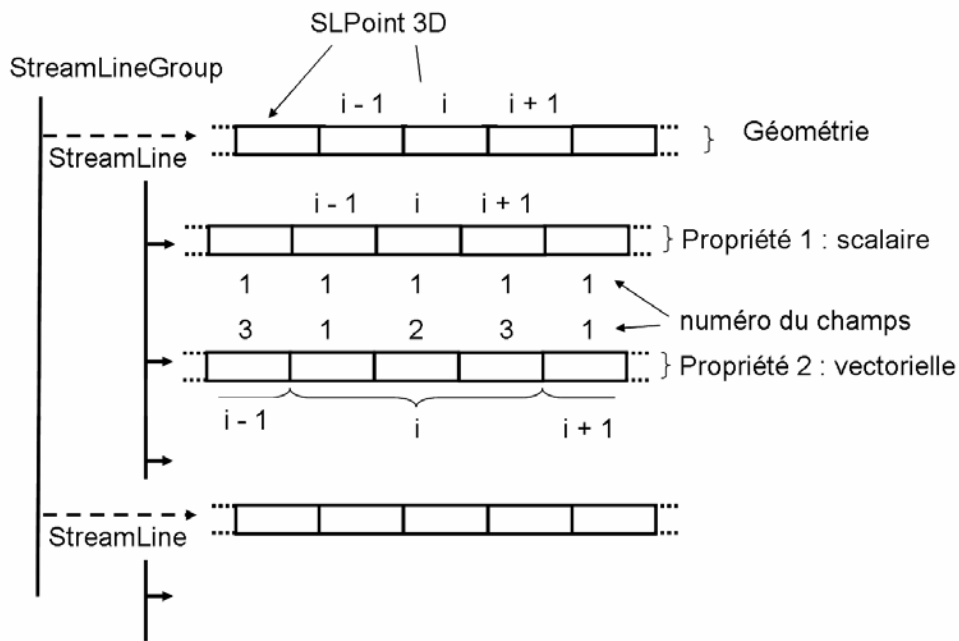 SLPoint 3D
StreamLineGroup
i - 1 i i + 1
Géométrie
StreamLine
i - 1 i i + 1
Propriété 1 : scalaire
1 1 1 1 1
numéro du champs
3 1 2 3 1
Propriété 2 : vectorielle
i - 1 i i + 1
StreamLine